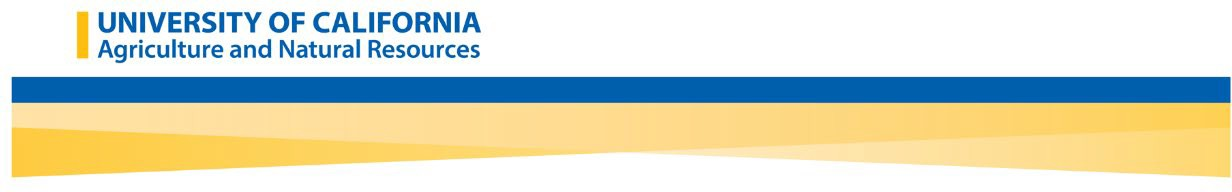 UNIVERSITY OF CALIFORNIA
Agriculture and Natural Resources